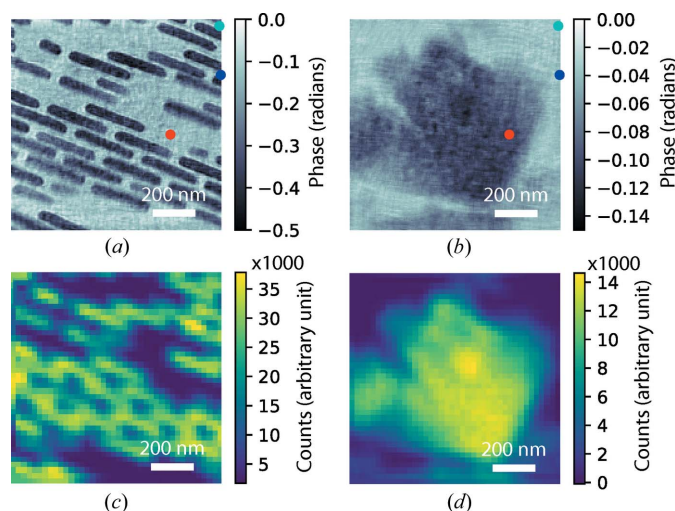 0.0
−0.1
−0.2
−0.3
−0.4
−0.5
Phase (radians)
200 nm
(a)
0.00
−0.02
−0.04
−0.06
−0.08
−0.10
−0.12
−0.14
Phase (radians)
200 nm
(b)
x1000
35
30
25
20
15
10
5
Counts (arbitrary unit)
200 nm
(c)
x1000
14
12
10
8
6
4
2
0
Counts (arbitrary unit)
200 nm
(d)